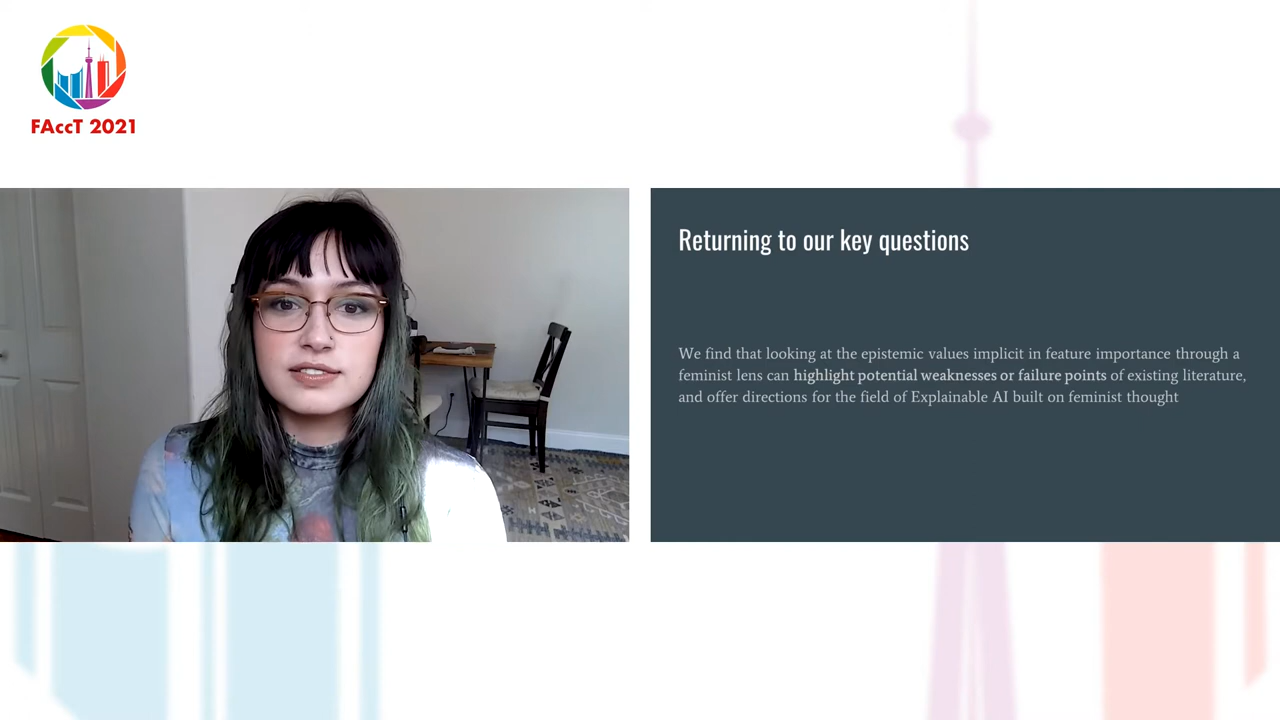 FAccT 2021
Returning to our key questions
We find that looking at the epistemic values implicit in feature importance through a
feminist lens can highlight potential weaknesses or failure points of existing literature,
and offer directions for the field of Explainable AI built on feminist thought